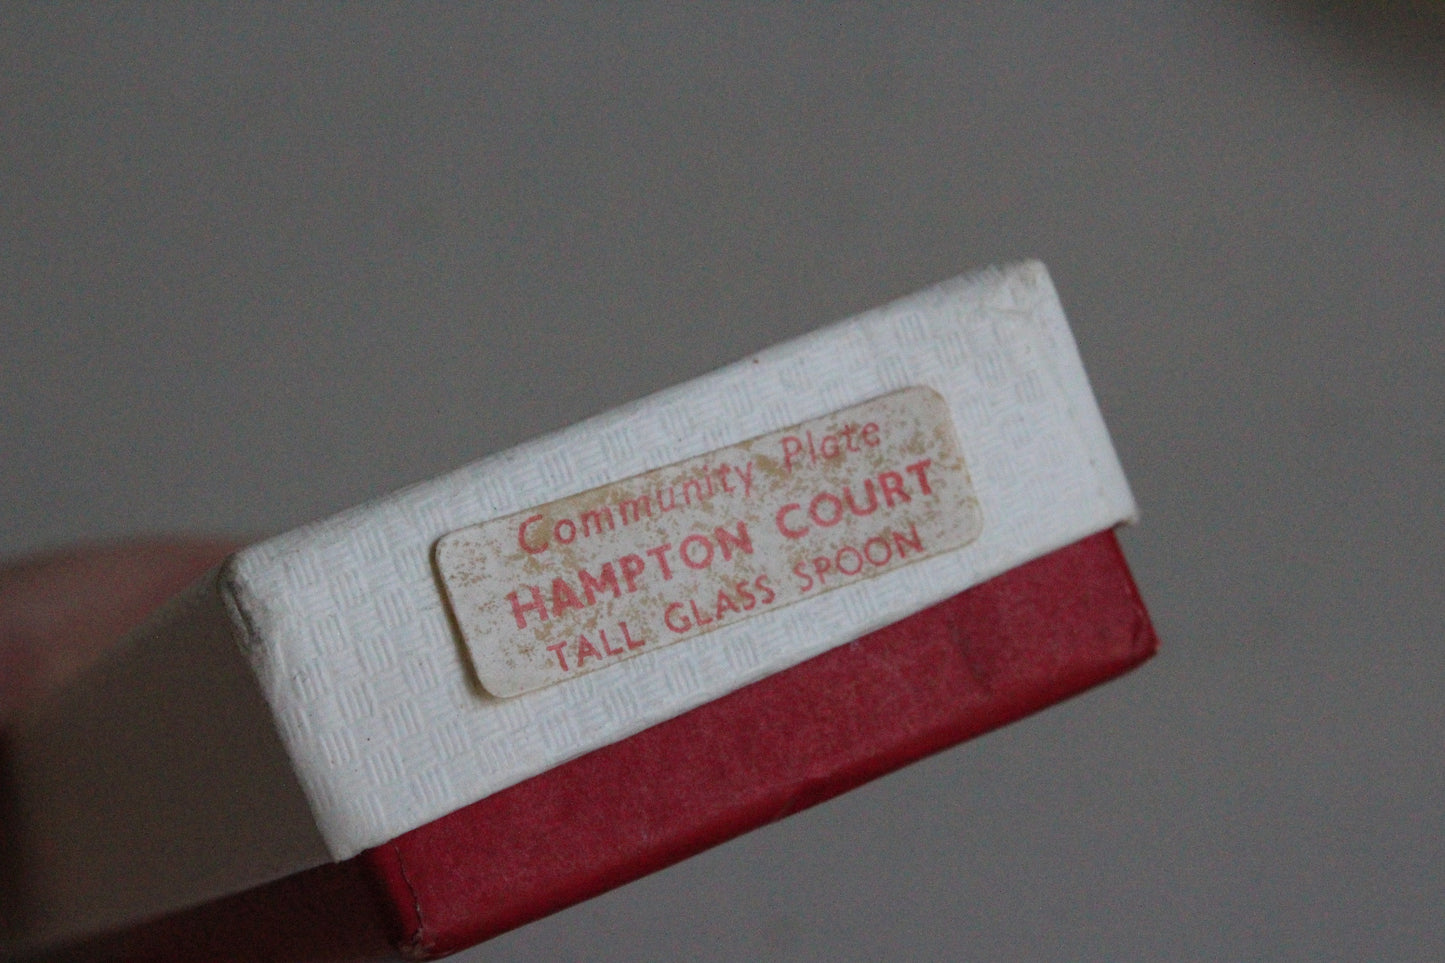 Community Plate
HAMPTON COURT
TALL GLASS SPOON